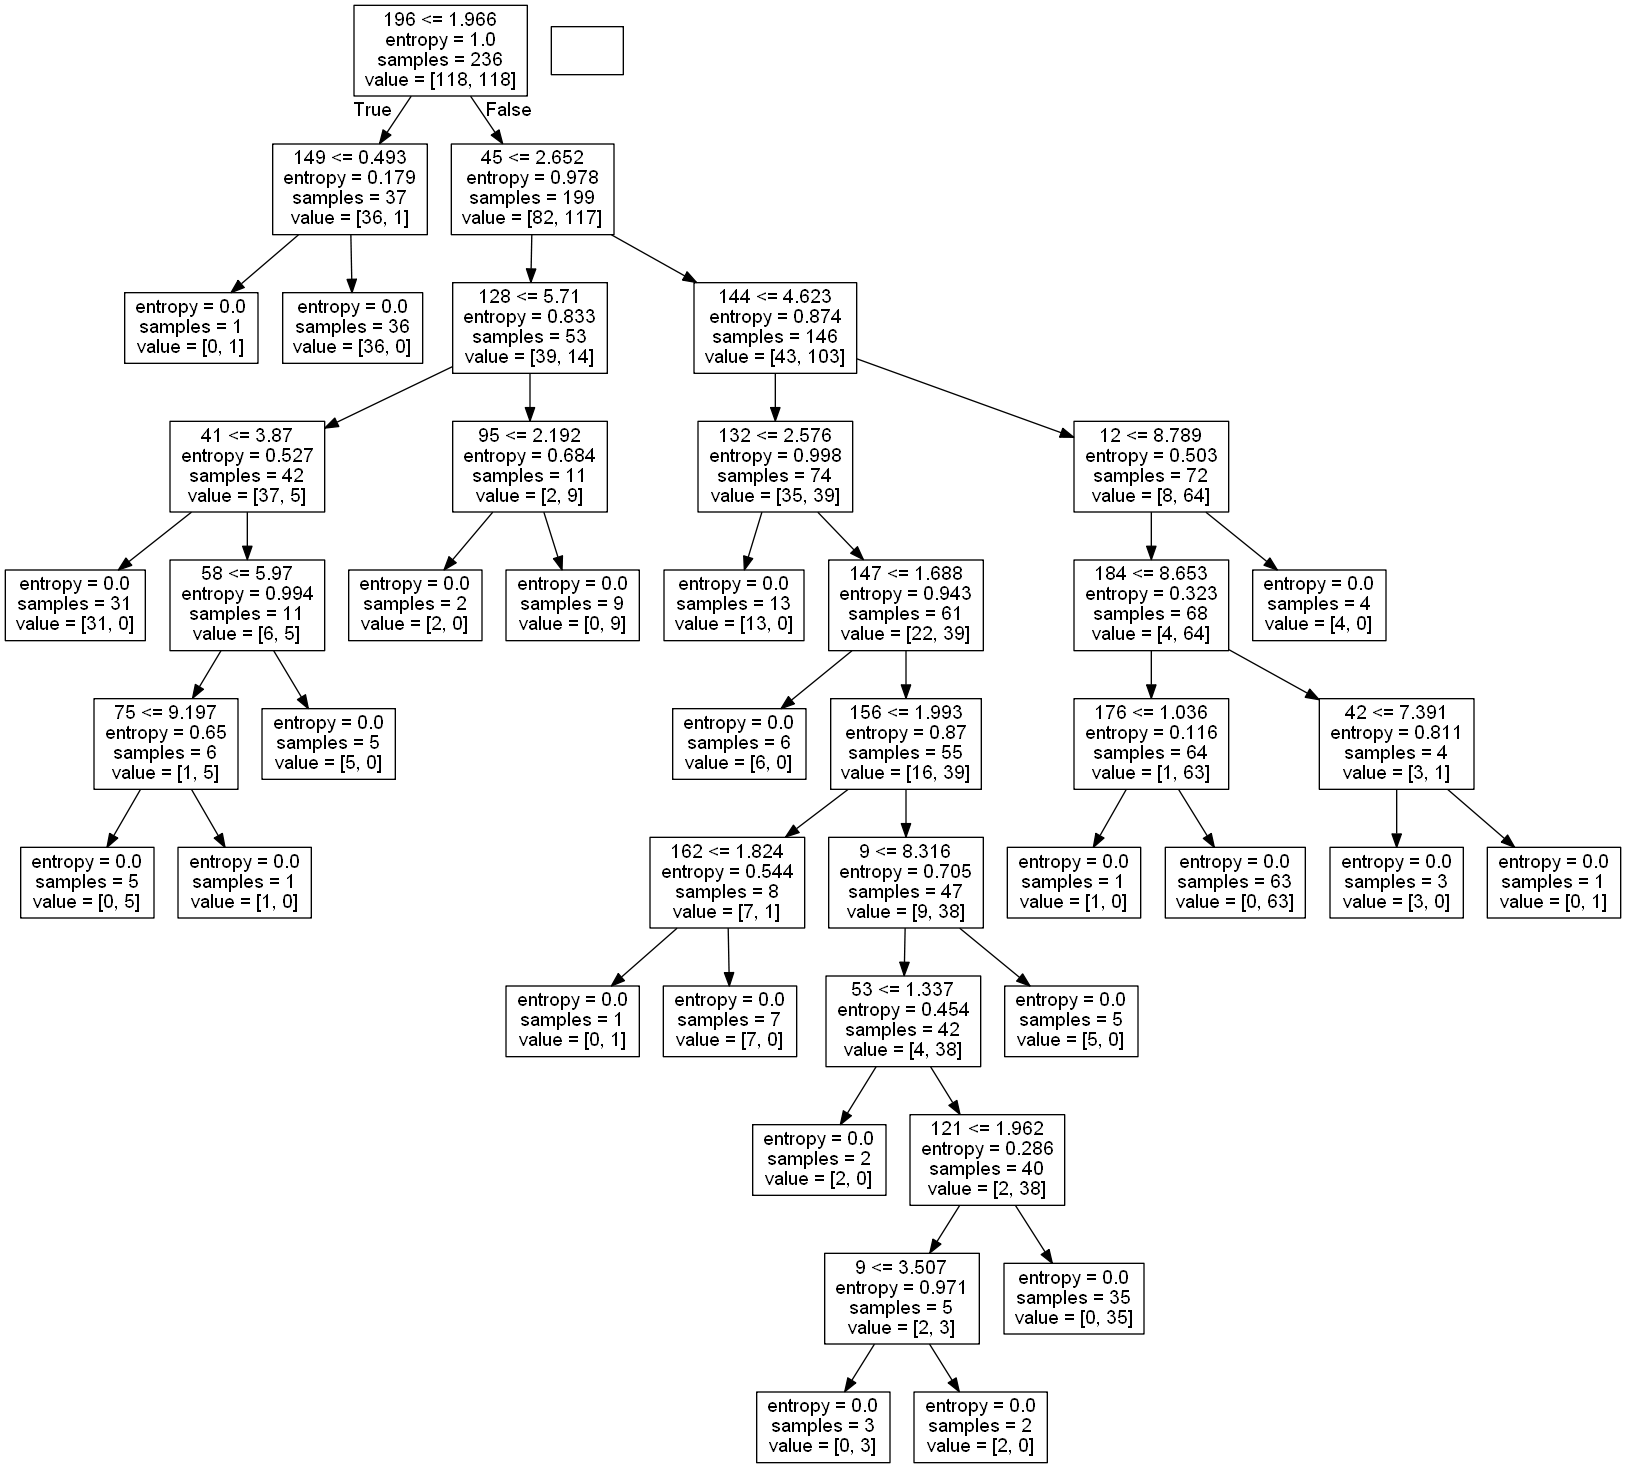 196 <= 1.966
entropy = 1.0
samples = 236
value = [118, 118]
True
False
149 <= 0.493
entropy = 0.179
samples = 37
value = [36, 1]
45 <= 2.652
entropy = 0.978
samples = 199
value = [82, 117]
entropy = 0.0
samples = 1
value = [0, 1]
entropy = 0.0
samples = 36
value = [36, 0]
128 <= 5.71
entropy = 0.833
samples = 53
value = [39, 14]
144 <= 4.623
entropy = 0.874
samples = 146
value = [43, 103]
41 <= 3.87
entropy = 0.527
samples = 42
value = [37, 5]
95 <= 2.192
entropy = 0.684
samples = 11
value = [2, 9]
132 <= 2.576
entropy = 0.998
samples = 74
value = [35, 39]
12 <= 8.789
entropy = 0.503
samples = 72
value = [8, 64]
entropy = 0.0
samples = 31
value = [31, 0]
58 <= 5.97
entropy = 0.994
samples = 11
value = [6, 5]
entropy = 0.0
samples = 2
value = [2, 0]
entropy = 0.0
samples = 9
value = [0, 9]
entropy = 0.0
samples = 13
value = [13, 0]
147 <= 1.688
entropy = 0.943
samples = 61
value = [22, 39]
184 <= 8.653
entropy = 0.323
samples = 68
value = [4, 64]
entropy = 0.0
samples = 4
value = [4, 0]
75 <= 9.197
entropy = 0.65
samples = 6
value = [1, 5]
entropy = 0.0
samples = 5
value = [5, 0]
entropy = 0.0
samples = 6
value = [6, 0]
156 <= 1.993
entropy = 0.87
samples = 55
value = [16, 39]
176 <= 1.036
entropy = 0.116
samples = 64
value = [1, 63]
42 <= 7.391
entropy = 0.811
samples = 4
value = [3, 1]
entropy = 0.0
samples = 5
value = [0, 5]
entropy = 0.0
samples = 1
value = [1, 0]
162 <= 1.824
entropy = 0.544
samples = 8
value = [7, 1]
9 <= 8.316
entropy = 0.705
samples = 47
value = [9, 38]
entropy = 0.0
samples = 1
value = [1, 0]
entropy = 0.0
samples = 63
value = [0, 63]
entropy = 0.0
samples = 3
value = [3, 0]
entropy = 0.0
samples = 1
value = [0, 1]
entropy = 0.0
samples = 1
value = [0, 1]
entropy = 0.0
samples = 7
value = [7, 0]
53 <= 1.337
entropy = 0.454
samples = 42
value = [4, 38]
entropy = 0.0
samples = 5
value = [5, 0]
entropy = 0.0
samples = 2
value = [2, 0]
121 <= 1.962
entropy = 0.286
samples = 40
value = [2, 38]
9 <= 3.507
entropy = 0.971
samples = 5
value = [2, 3]
entropy = 0.0
samples = 35
value = [0, 35]
entropy = 0.0
samples = 3
value = [0, 3]
entropy = 0.0
samples = 2
value = [2, 0]